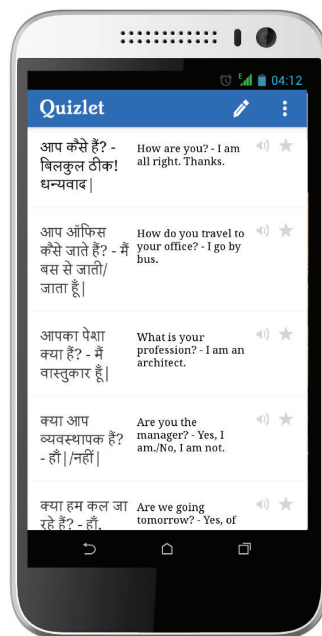 E 04:12
Quizlet
आप कैसे हैं? -
बिलकुल ठीक!
धन्यवाद|
How are you? - I am
all right. Thanks.
आप ऑफिस
कैसे जाते हैं? - मैं
बस से जाती/
जाता हूँ|
How do you travel to
your office? - I go by
bus.
आपका पेशा
क्या हैं? - मैं
वास्तुकार हूँ|
What is your
profession? - I am an
architect.
क्या आप
व्यवस्थापक हैं?
- हाँ|/नहीं|
Are you the
manager? - Yes, I
am./No, I am not.
क्या हम कल जा
रहे हैं? - हाँ,
Are we going
tomorrow? - Yes, of